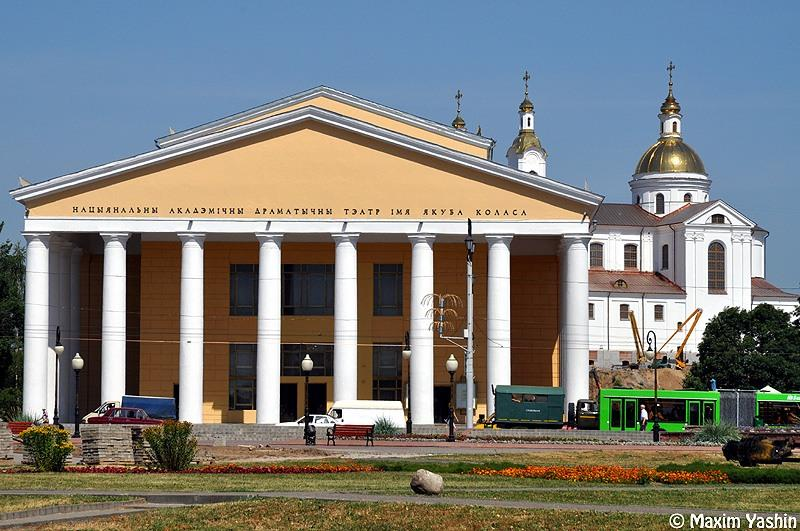 НАЦЫЯНАЛЬНЫ АКАДЭМІЧНЫ ДРАМАТЫЧНЫ ТЭАТР ІМЯ ЯКУБА КОЛАСА
© Maxim Yashin